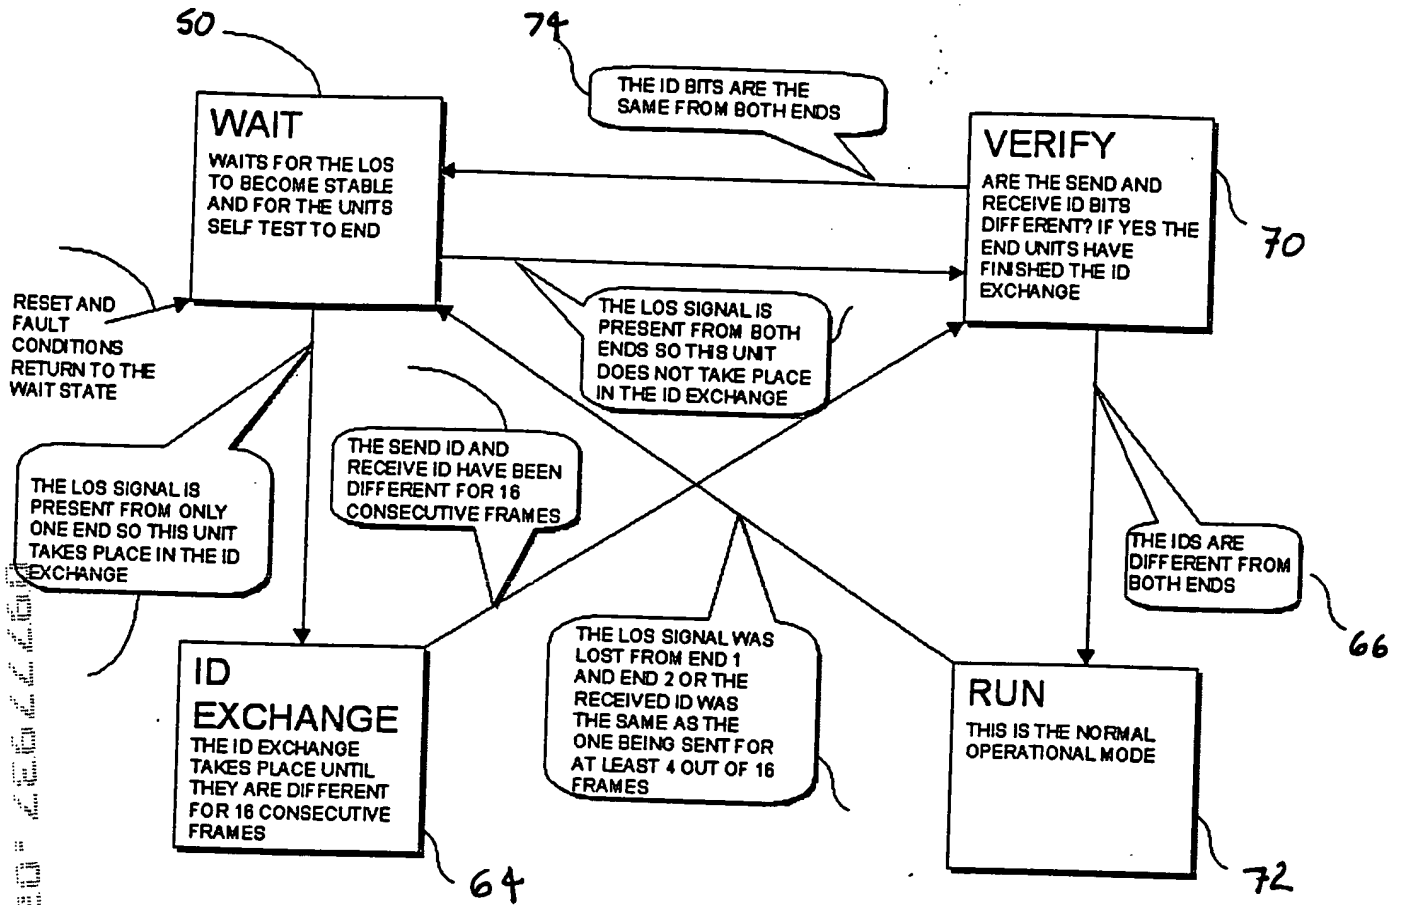 50
74
THE ID BITS ARE THE
SAME FROM BOTH ENDS
WAIT
WAITS FOR THE LOS
TO BECOME STABLE
AND FOR THE UNITS
SELF TEST TO END
VERIFY
ARE THE SEND AND
RECEIVE ID BITS
DIFFERENT? IF YES THE
END UNITS HAVE
FINISHED THE ID
EXCHANGE
70
RESET AND
FAULT
CONDITIONS
RETURN TO THE
WAIT STATE
THE LOS SIGNAL IS
PRESENT FROM BOTH
ENDS SO THIS UNIT
DOES NOT TAKE PLACE
IN THE ID EXCHANGE
THE SEND ID AND
RECEIVE ID HAVE BEEN
DIFFERENT FOR 16
CONSECUTIVE FRAMES
THE LOS SIGNAL IS
PRESENT FROM ONLY
ONE END SO THIS UNIT
TAKES PLACE IN THE ID
EXCHANGE
THE IDS ARE
DIFFERENT FROM
BOTH ENDS
66
THE LOS SIGNAL WAS
LOST FROM END 1
AND END 2 OR THE
RECEIVED ID WAS
THE SAME AS THE
ONE BEING SENT FOR
AT LEAST 4 OUT OF 16
FRAMES
ID
EXCHANGE
THE ID EXCHANGE
TAKES PLACE UNTIL
THEY ARE DIFFERENT
FOR 16 CONSECUTIVE
FRAMES
64
RUN
THIS IS THE NORMAL
OPERATIONAL MODE
72